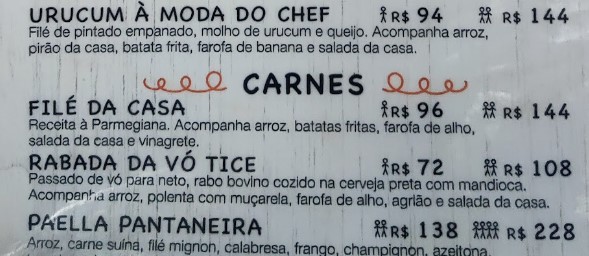 URUCUM À MODA DO CHEF R$ 94 R$ 144
Filé de pintado empanado, molho de urucum e queijo. Acompanha arroz,
pirão da casa, batata frita, farofa de banana e salada da casa.
CARNES
FILÉ DA CASA R$ 96 R$ 144
Receita à Parmegiana. Acompanha arroz, batatas fritas, farofa de alho,
salada da casa e vinagrete.
RABADA DA VÓ TICE R$ 72 R$ 108
Passado de vó para neto, rabo bovino cozido na cerveja preta com mandioca.
Acompanha arroz, polenta com muçarela, farofa de alho, agrião e salada da casa.
PAELLA PANTANEIRA R$ 138 R$ 228
Arroz, carne suína, filé mignon, calabresa, frango, champignon, azeitona,